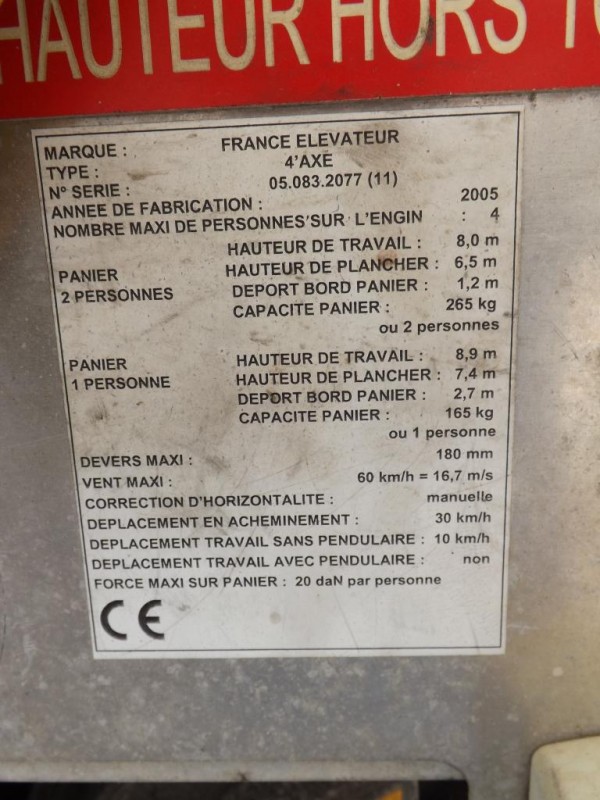 HAUTEUR HORS
MARQUE : FRANCE ELEVATEUR
TYPE : 4'AXE
N° SERIE : 05.083.2077 (11)
ANNEE DE FABRICATION : 2005
NOMBRE MAXI DE PERSONNES SUR L'ENGIN : 4
HAUTEUR DE TRAVAIL : 8,0 m
PANIER HAUTEUR DE PLANCHER : 6,5 m
2 PERSONNES DEPORT BORD PANIER : 1,2 m
CAPACITE PANIER : 265 kg
ou 2 personnes
PANIER HAUTEUR DE TRAVAIL : 8,9 m
1 PERSONNE HAUTEUR DE PLANCHER : 7,4 m
DEPORT BORD PANIER : 2,7 m
CAPACITE PANIER : 165 kg
ou 1 personne
DEVERS MAXI : 180 mm
VENT MAXI : 60 km/h = 16,7 m/s
CORRECTION D'HORIZONTALITE : manuelle
DEPLACEMENT EN ACHEMINEMENT : 30 km/h
DEPLACEMENT TRAVAIL SANS PENDULAIRE : 10 km/h
DEPLACEMENT TRAVAIL AVEC PENDULAIRE : non
FORCE MAXI SUR PANIER : 20 daN par personne
CE